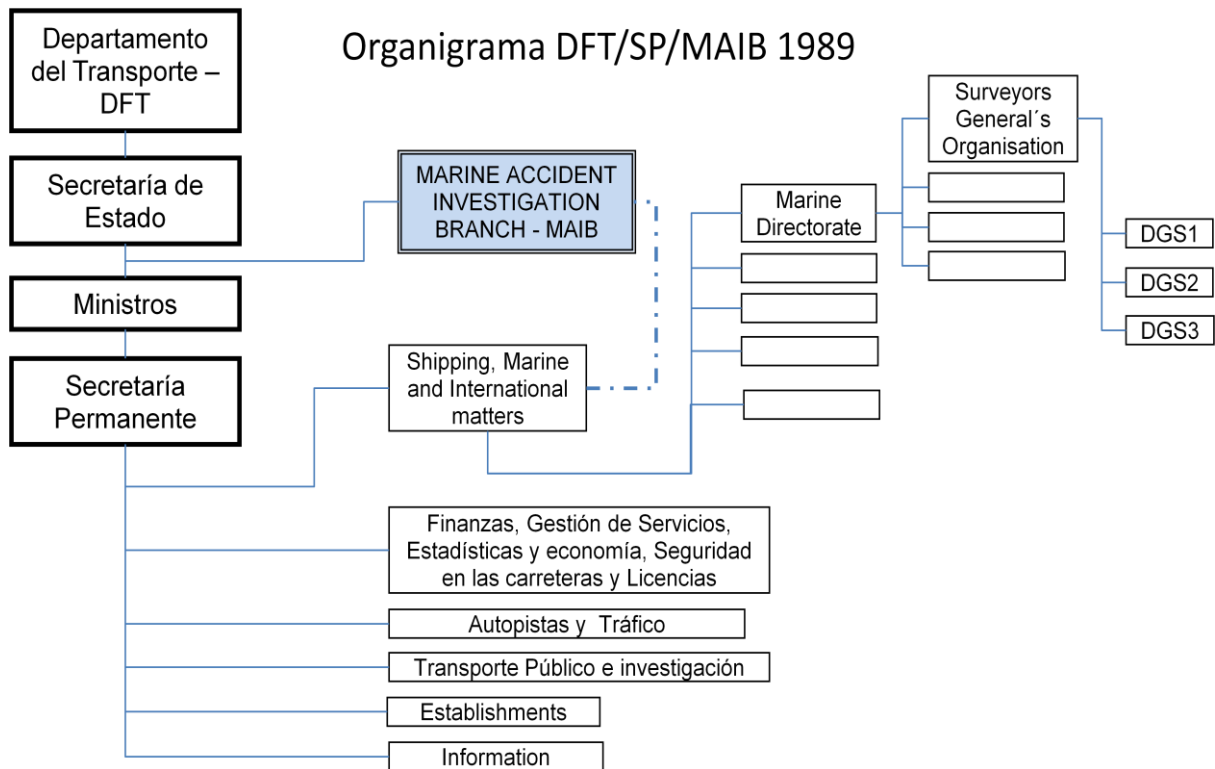 Organigrama DFT/SP/MAIB 1989
Departamento
del Transporte –
DFT
Secretaría de
Estado
Ministros
Secretaría
Permanente
MARINE ACCIDENT
INVESTIGATION
BRANCH - MAIB
Shipping, Marine
and International
matters
Marine
Directorate
Surveyors
General´s
Organisation
DGS1
DGS2
DGS3
Finanzas, Gestión de Servicios,
Estadísticas y economía, Seguridad
en las carreteras y Licencias
Autopistas y Tráfico
Transporte Público e investigación
Establishments
Information